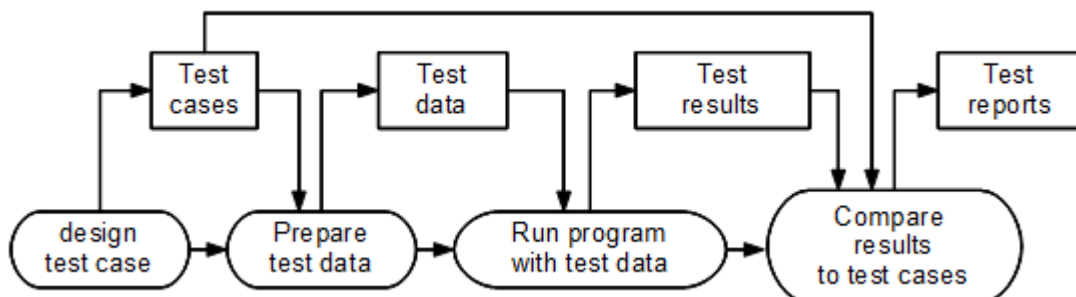 Test
cases
Test
data
Test
results
Test
reports
design
test case
Prepare
test data
Run program
with test data
Compare
results
to test cases